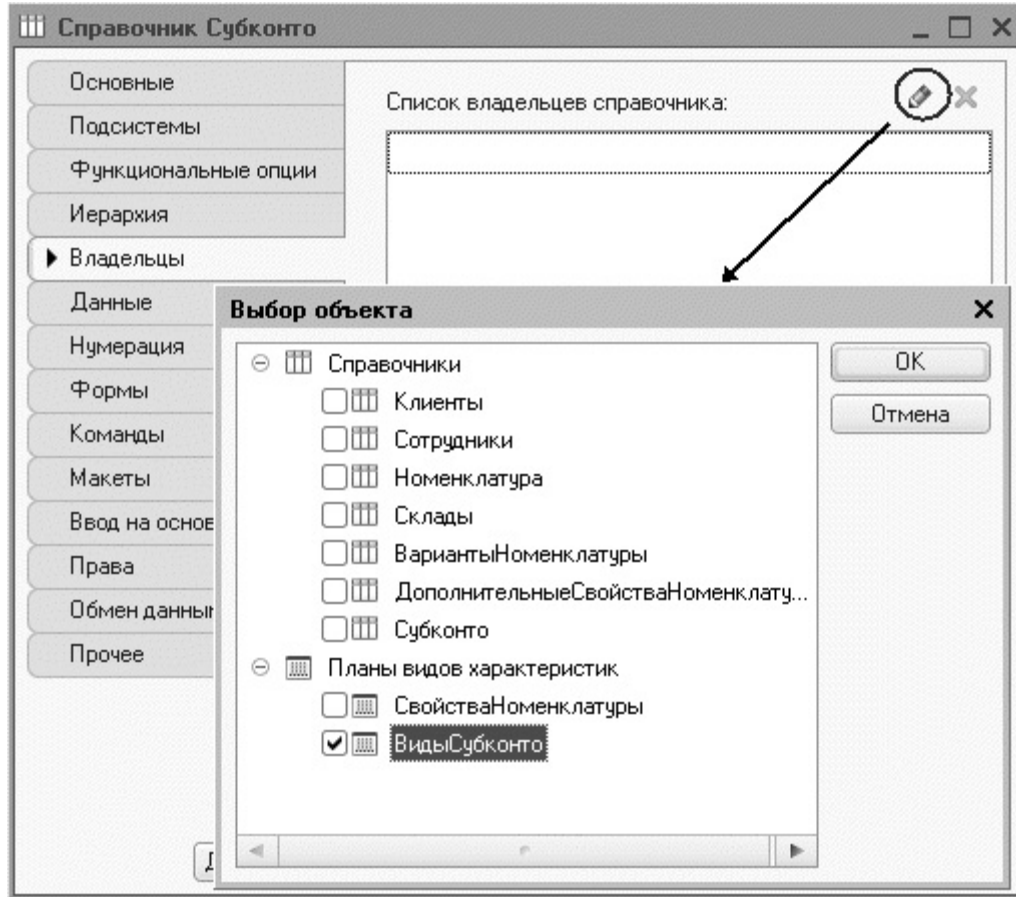 Справочник Субконто
Основные
Подсистемы
Функциональные опции
Иерархия
Владельцы
Данные
Нумерация
Формы
Команды
Макеты
Ввод на основ
Права
Обмен данны
Прочее
Список владельцев справочника:
Выбор объекта
Справочники
Клиенты
Сотрудники
Номенклатура
Склады
ВариантыНоменклатуры
ДополнительныеСвойстваНоменклату...
Субконто
Планы видов характеристик
СвойстваНоменклатуры
ВидыСубконто
OK
Отмена